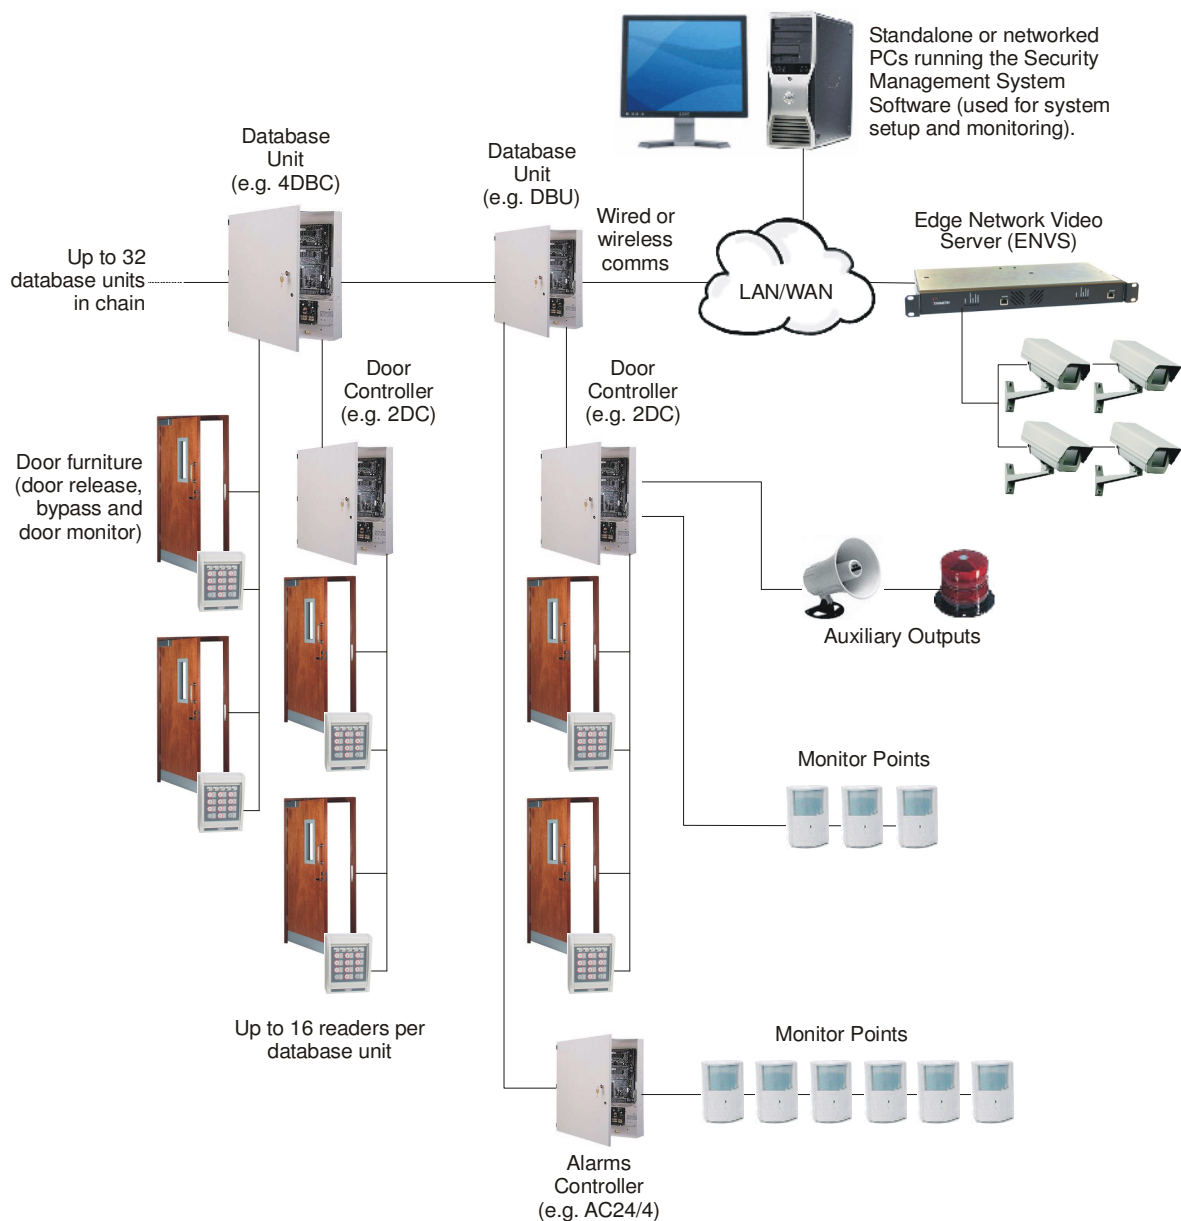 Standalone or networked
PCs running the Security
Management System
Software (used for system
setup and monitoring).
Database
Unit
(e.g. 4DBC)
Database
Unit
(e.g. DBU)
Wired or
wireless
comms
Edge Network Video
Server (ENVS)
Up to 32
database units
in chain
LAN/WAN
Door
Controller
(e.g. 2DC)
Door
Controller
(e.g. 2DC)
Door furniture
(door release,
bypass and
door monitor)
Auxiliary Outputs
Monitor Points
Up to 16 readers per
database unit
Monitor Points
Alarms
Controller
(e.g. AC24/4)